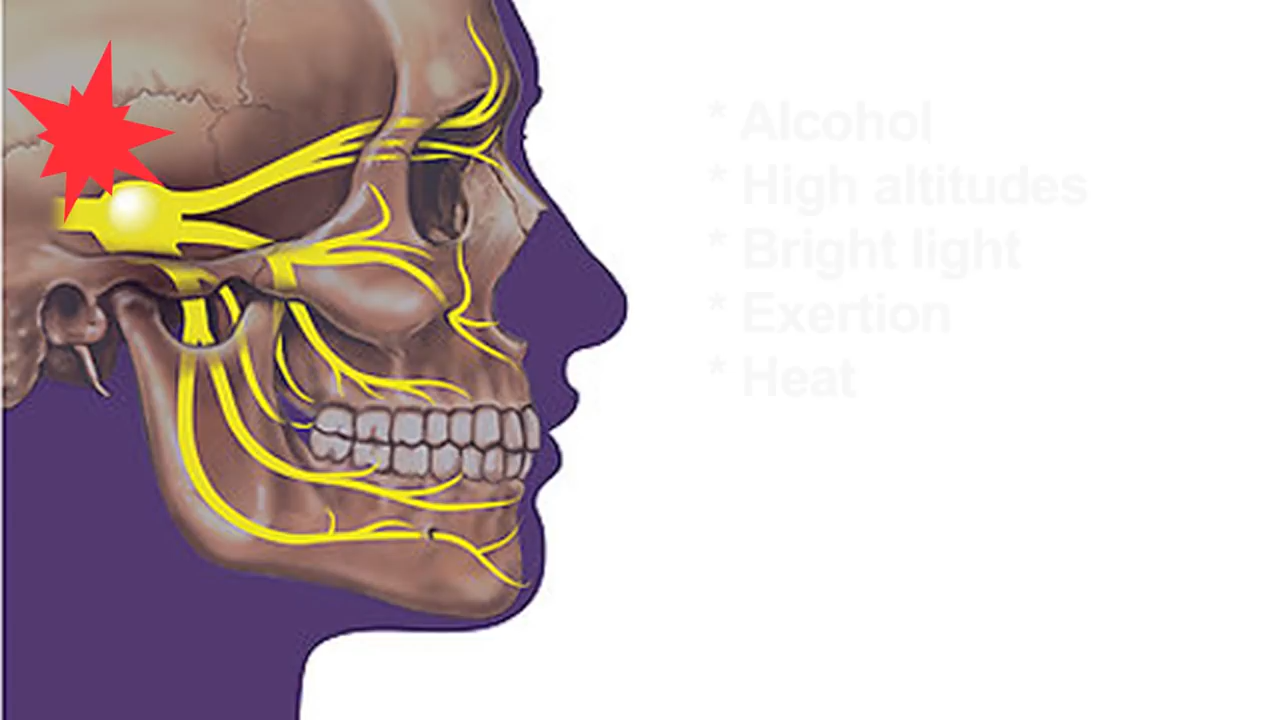 * Alcohol
* High altitudes
* Bright light
* Exertion
* Heat